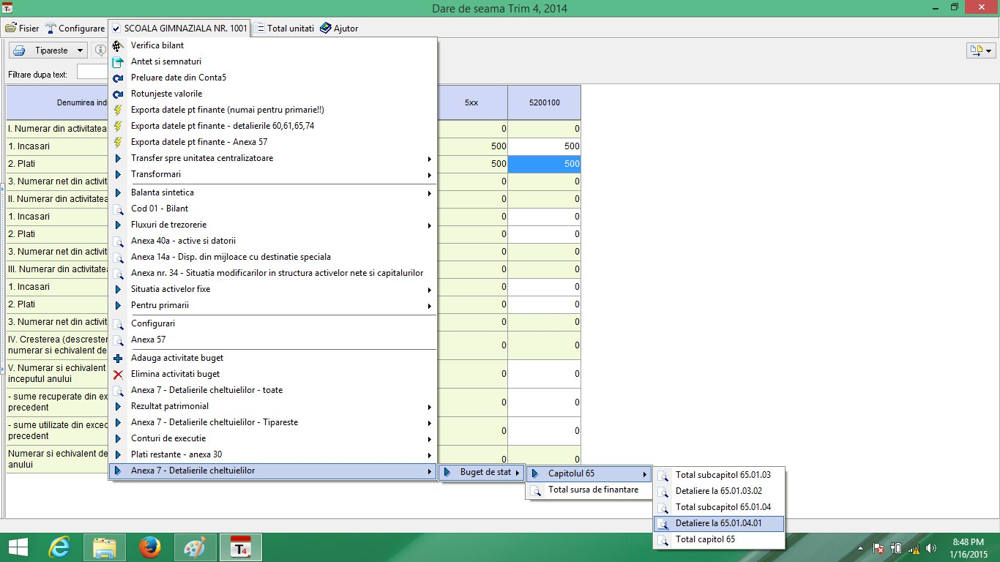 Dare de seama Trim 4, 2014
Fisier Configurare SCOALA GIMNAZIALA NR. 1001 Total unitati Ajutor
Tipareste
Filtrare dupa text:
Denumirea indi 5xx 5200100
I. Numerar din activitatea 0 0
1. Incasari 500 500
2. Plati 500 500
3. Numerar net din activit 0 0
II. Numerar din activitatea 0 0
1. Incasari 0 0
2. Plati 0 0
3. Numerar net din activit 0 0
III. Numerar din activitatea 0 0
1. Incasari 0 0
2. Plati 0 0
3. Numerar net din activit 0 0
IV. Cresterea (descrester
numerar si echivalent de 0 0
V. Numerar si echivalent
inceputul anului 0 0
- sume recuperate din ex
precedent 0 0
- sume utilizate din exced
precedent 0 0
Numerar si echivalent de
anului 0 0
Verifica bilant
Antet si semnaturi
Preluare date din Conta5
Rotunjeste valorile
Exporta datele pt finante (numai pentru primarie!!)
Exporta datele pt finante - detalierile 60,61,65,74
Exporta datele pt finante - Anexa 57
Transfer spre unitatea centralizatoare
Transformari
Balanta sintetica
Cod 01 - Bilant
Fluxuri de trezorerie
Anexa 40a - active si datorii
Anexa 14a - Disp. din mijloace cu destinatie speciala
Anexa nr. 34 - Situatia modificarilor in structura activelor nete si capitalurilor
Situatia activelor fixe
Pentru primarii
Configurari
Anexa 57
Adauga activitate buget
Elimina activitati buget
Anexa 7 - Detalierile cheltuielilor - toate
Rezultat patrimonial
Anexa 7 - Detalierile cheltuielilor - Tipareste
Conturi de executie
Plati restante - anexa 30
Anexa 7 - Detalierile cheltuielilor
Buget de stat
Capitolul 65
Total sursa de finantare
Total subcapitol 65.01.03
Detaliere la 65.01.03.02
Total subcapitol 65.01.04
Detaliere la 65.01.04.01
Total capitol 65
8:48 PM
1/16/2015